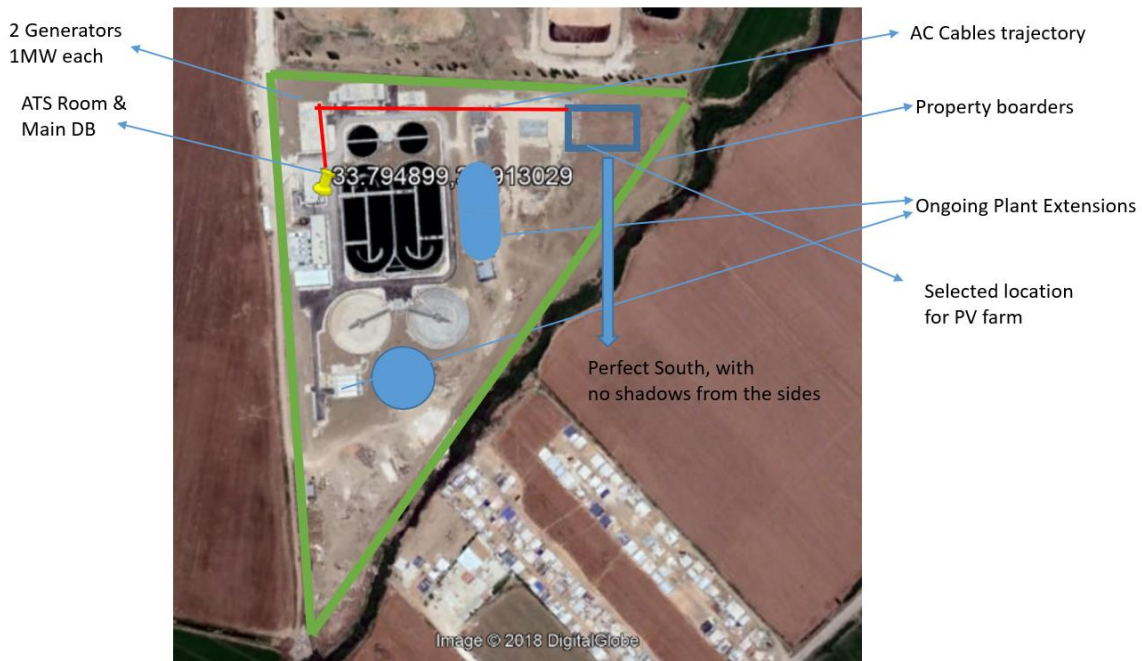 2 Generators
1MW each
ATS Room &
Main DB
AC Cables trajectory
Property boarders
Ongoing Plant Extensions
Selected location
for PV farm
Perfect South, with
no shadows from the sides
Image © 2018 DigitalGlobe